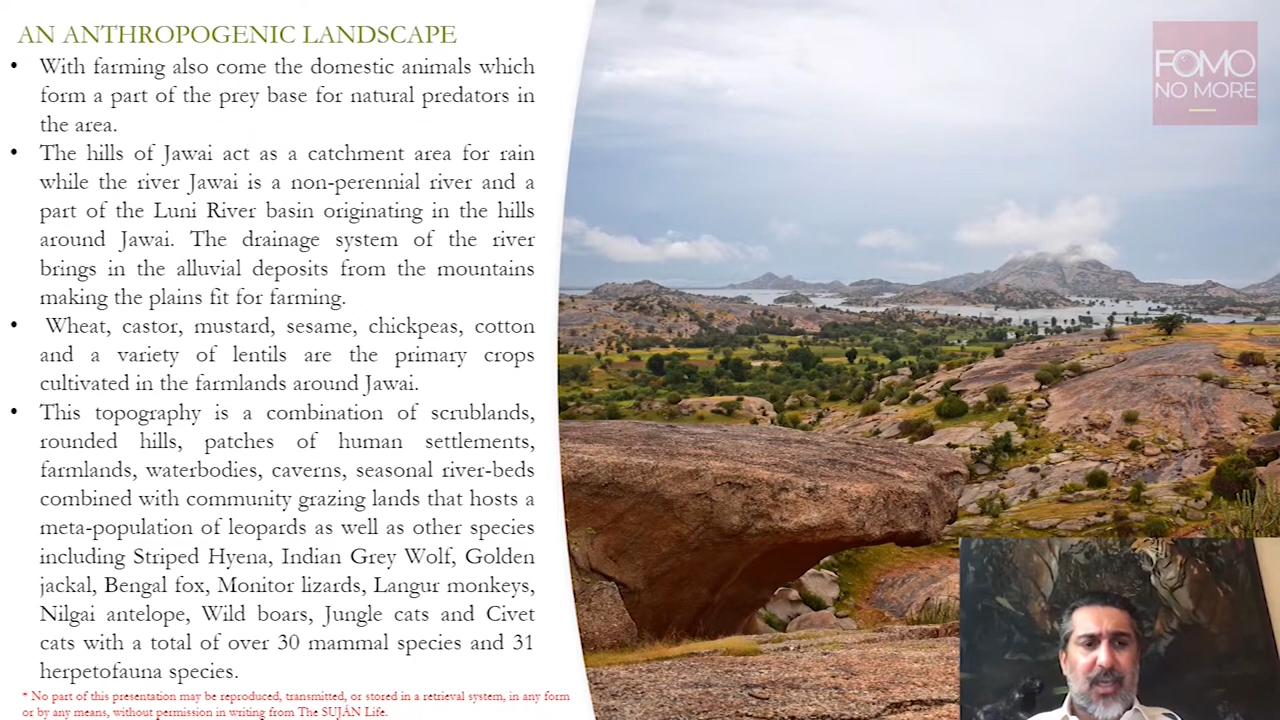 AN ANTHROPOGENIC LANDSCAPE
• With farming also come the domestic animals which
form a part of the prey base for natural predators in
the area.
• The hills of Jawai act as a catchment area for rain
while the river Jawai is a non-perennial river and a
part of the Luni River basin originating in the hills
around Jawai. The drainage system of the river
brings in the alluvial deposits from the mountains
making the plains fit for farming.
• Wheat, castor, mustard, sesame, chickpeas, cotton
and a variety of lentils are the primary crops
cultivated in the farmlands around Jawai.
• This topography is a combination of scrublands,
rounded hills, patches of human settlements,
farmlands, waterbodies, caverns, seasonal river-beds
combined with community grazing lands that hosts a
meta-population of leopards as well as other species
including Striped Hyena, Indian Grey Wolf, Golden
jackal, Bengal fox, Monitor lizards, Langur monkeys,
Nilgai antelope, Wild boars, Jungle cats and Civet
cats with a total of over 30 mammal species and 31
herpetofauna species.
* No part of this presentation may be reproduced, transmitted, or stored in a retrieval system, in any form
or by any means, without permission in writing from The SUJÁN Life.
FOMO
NO MORE